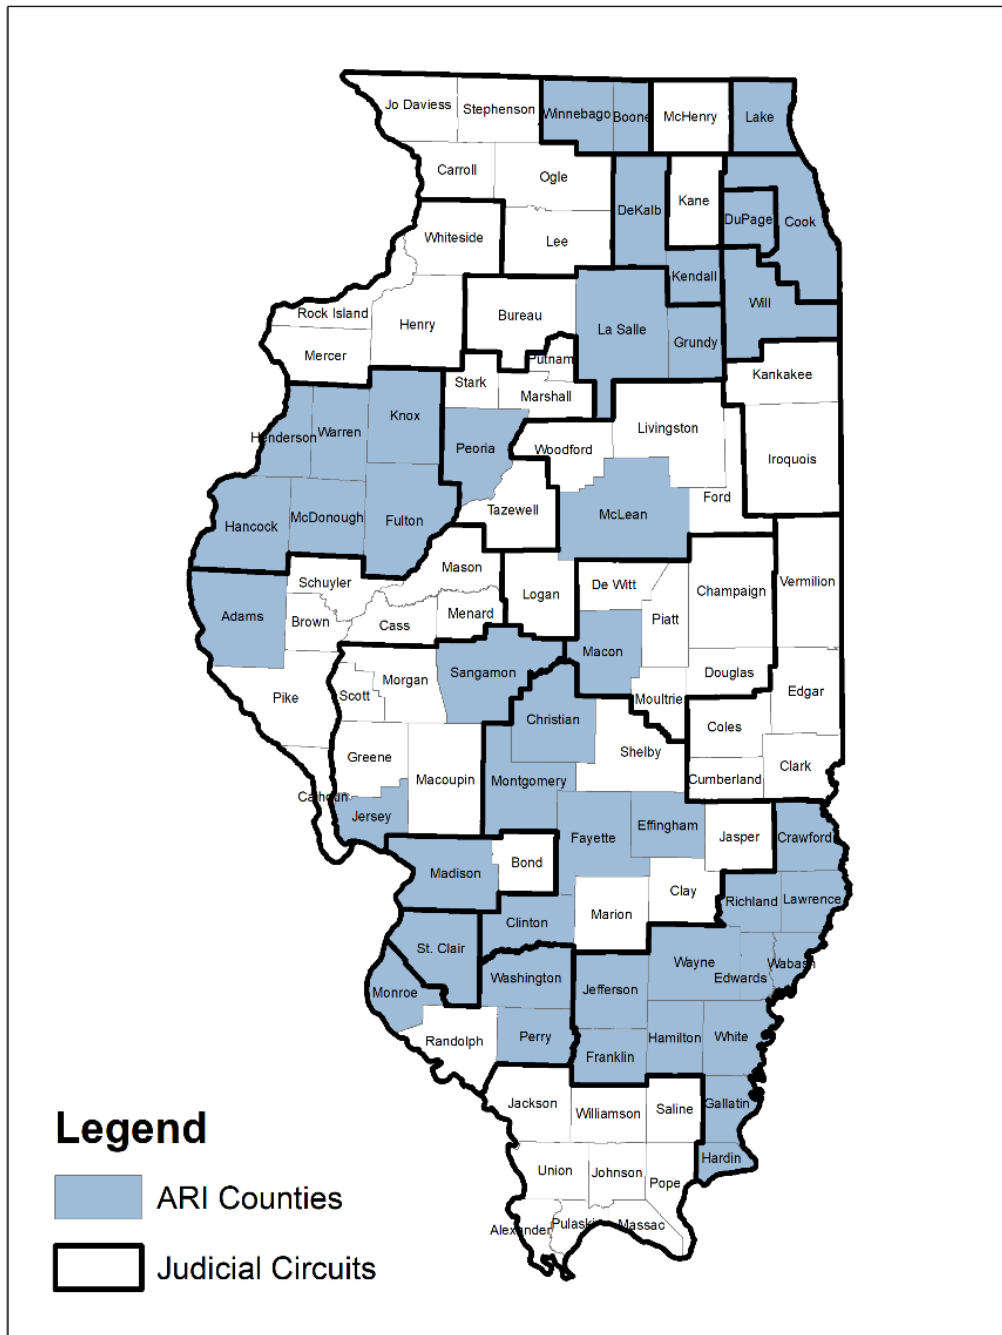 Jo Daviess
Stephenson
Winnebago
Boone
McHenry
Lake
Carroll
Ogle
DeKalb
Kane
Cook
DuPage
Whiteside
Lee
Kendall
Will
Rock Island
Henry
Bureau
La Salle
Grundy
Mercer
Putnam
Kankakee
Stark
Marshall
Knox
Henderson
Warren
Peoria
Woodford
Livingston
Iroquois
Ford
Hancock
McDonough
Fulton
Tazewell
McLean
Mason
Schuyler
Logan
De Witt
Champaign
Vermilion
Adams
Brown
Cass
Menard
Piatt
Macon
Sangamon
Douglas
Morgan
Scott
Pike
Moultrie
Edgar
Christian
Coles
Shelby
Greene
Macoupin
Montgomery
Cumberland
Clark
Calhoun
Jersey
Fayette
Effingham
Jasper
Crawford
Madison
Bond
Clay
Richland
Lawrence
Clinton
Marion
St. Clair
Wayne
Edwards
Wabash
Monroe
Washington
Jefferson
Randolph
Perry
Hamilton
White
Franklin
Jackson
Williamson
Saline
Gallatin
Hardin
Union
Johnson
Pope
Alexander
Pulaski
Massac
Legend
ARI Counties
Judicial Circuits